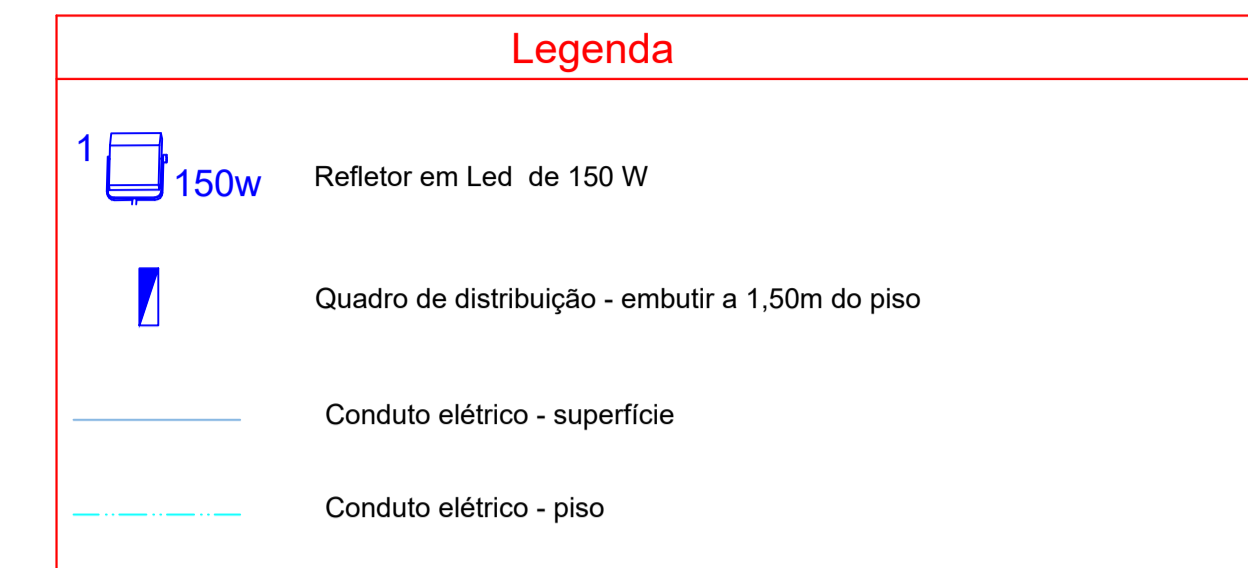 Legenda
1
150w
Refletor em Led  de 150 W
Quadro de distribuição - embutir a 1,50m do piso
Conduto elétrico - superfície
Conduto elétrico - piso